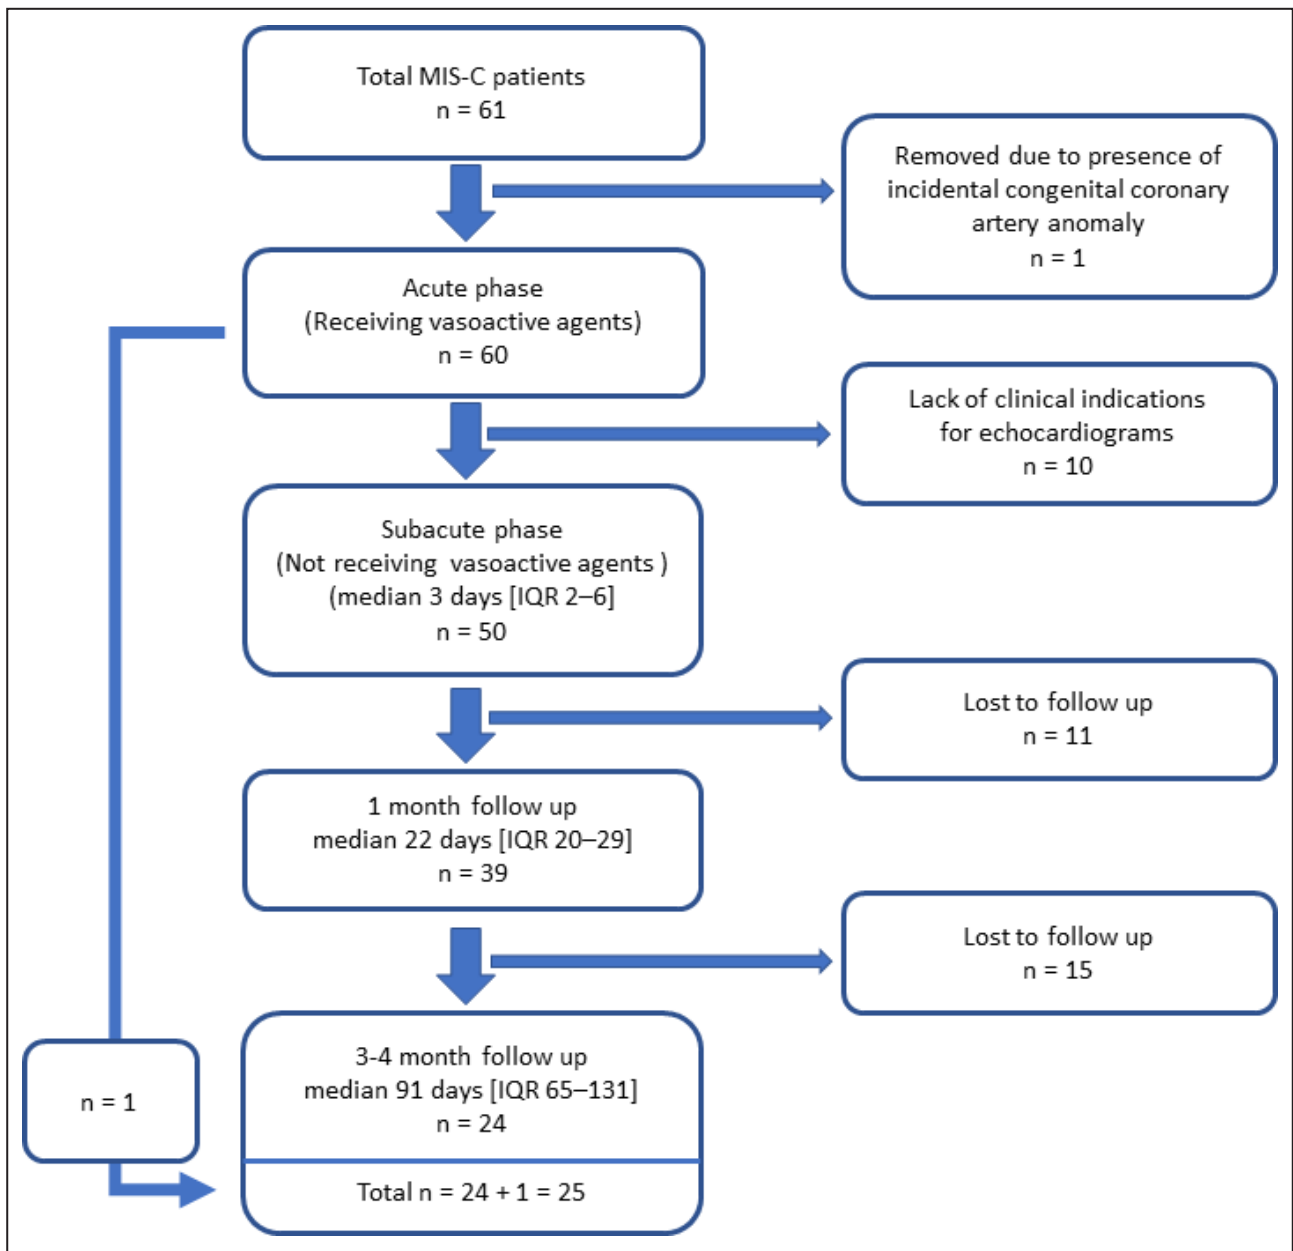 Total MIS-C patients
n = 61
Removed due to presence of
incidental congenital coronary
artery anomaly
n = 1
Acute phase
(Receiving vasoactive agents)
n = 60
Lack of clinical indications
for echocardiograms
n = 10
Subacute phase
(Not receiving vasoactive agents )
(median 3 days [IQR 2–6]
n = 50
Lost to follow up
n = 11
1 month follow up
median 22 days [IQR 20–29]
n = 39
Lost to follow up
n = 15
3-4 month follow up
median 91 days [IQR 65–131]
n = 24
n = 1
Total n = 24 + 1 = 25